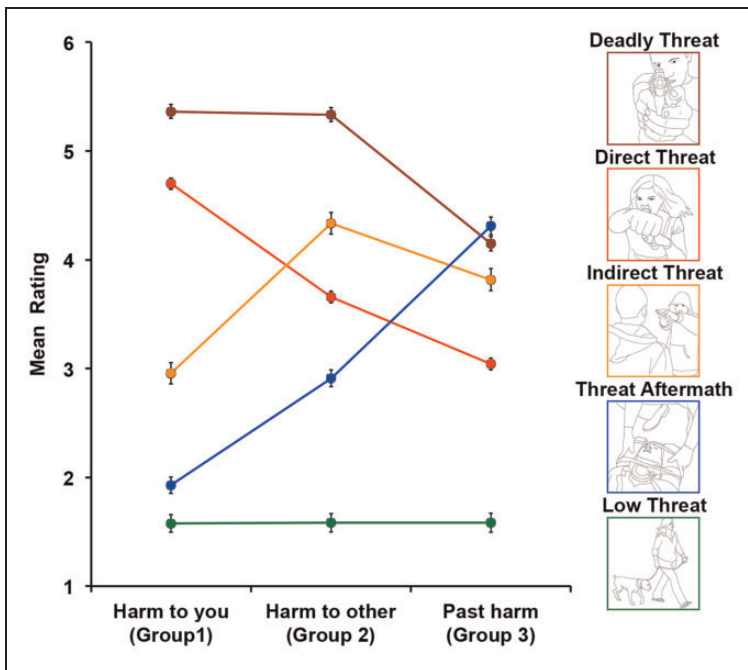 6
5
4
3
2
1
Mean Rating
Harm to you
(Group1)
Harm to other
(Group 2)
Past harm
(Group 3)
Deadly Threat
Direct Threat
Indirect Threat
Threat Aftermath
Low Threat